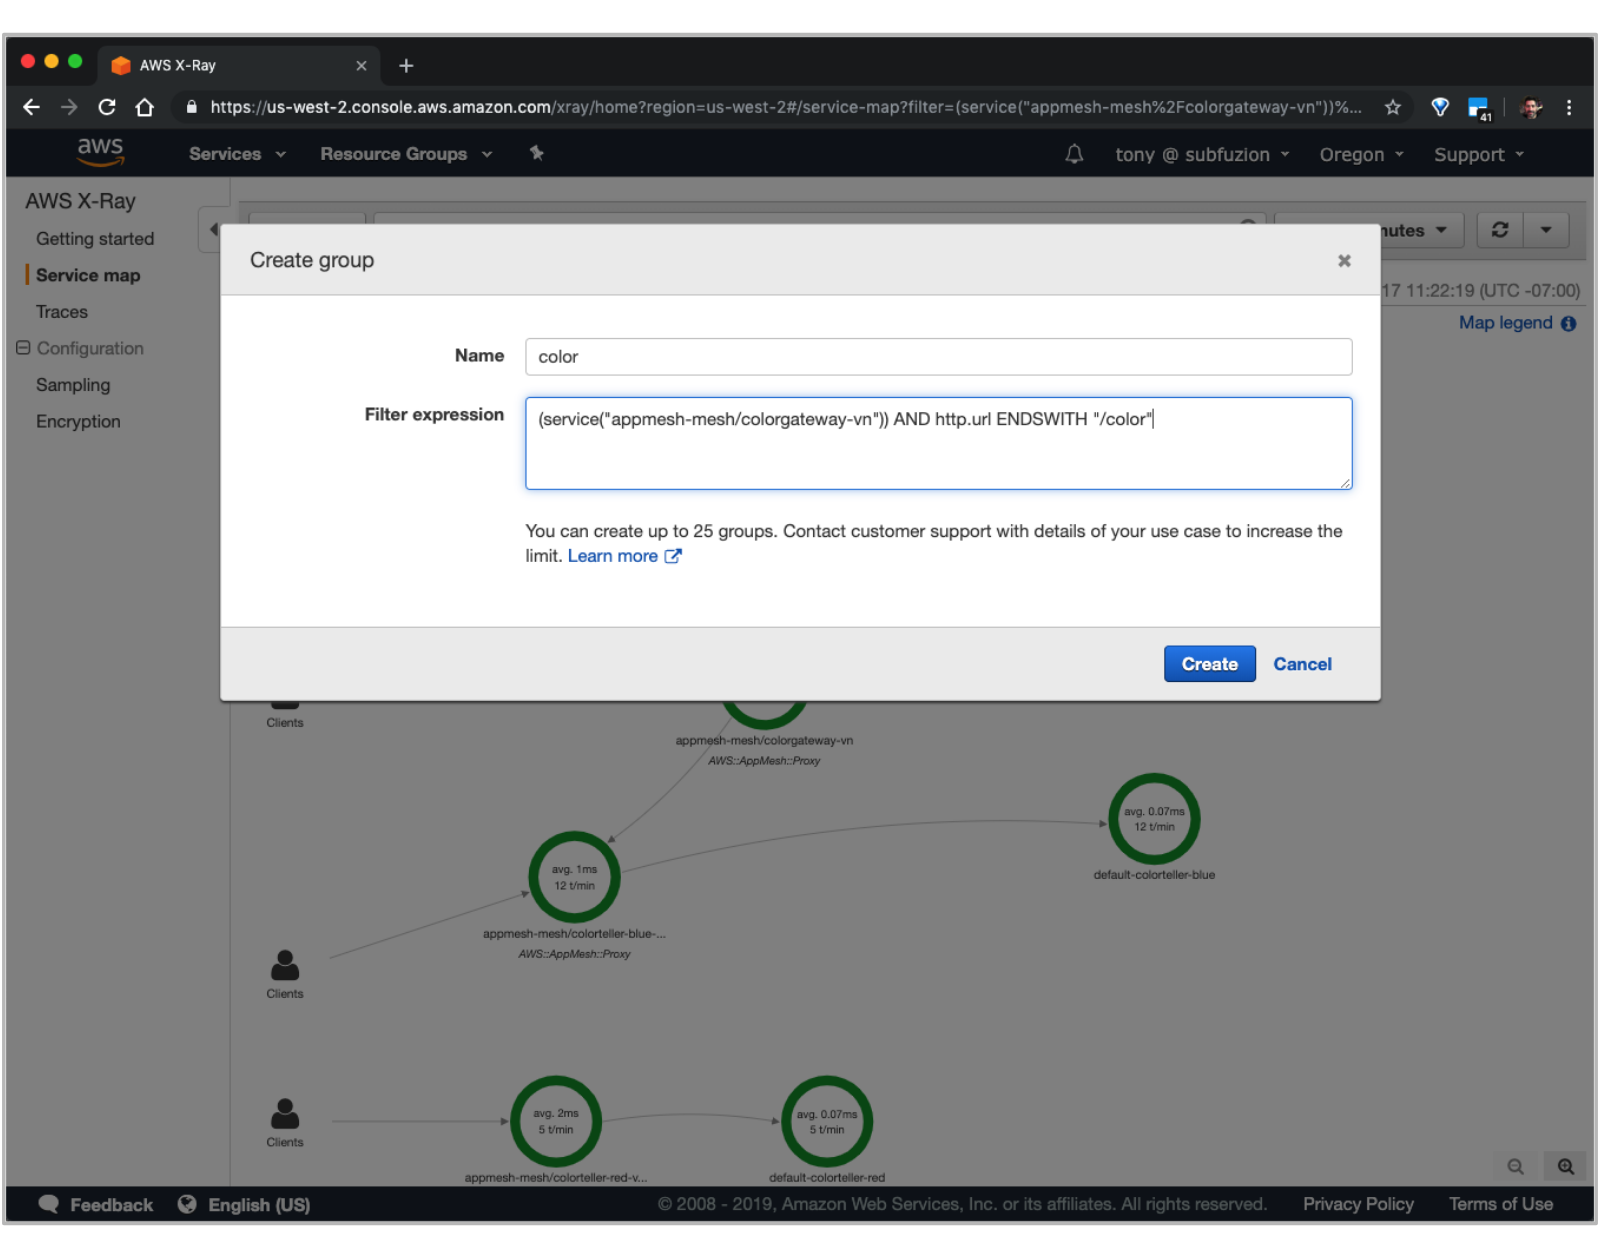 AWS X-Ray
https://us-west-2.console.aws.amazon.com/xray/home?region=us-west-2#/service-map?filter=(service("appmesh-mesh%2Fcolorgateway-vn"))%...
41
aws
Services
Resource Groups
tony @ subfuzion
Oregon
Support
AWS X-Ray
Getting started
Service map
Traces
Configuration
Sampling
Encryption
17 11:22:19 (UTC -07:00)
Map legend
Create group
Name
color
Filter expression
(service("appmesh-mesh/colorgateway-vn")) AND http.url ENDSWITH "/color"
You can create up to 25 groups. Contact customer support with details of your use case to increase the
limit. Learn more
Create
Cancel
Clients
appmesh-mesh/colorgateway-vn
AWS::AppMesh::Proxy
avg. 0.07ms
12 t/min
default-colorteller-blue
avg. 1ms
12 t/min
appmesh-mesh/colorteller-blue-...
AWS::AppMesh::Proxy
Clients
Clients
avg. 2ms
5 t/min
appmesh-mesh/colorteller-red-v...
avg. 0.07ms
5 t/min
default-colorteller-red
Feedback
English (US)
© 2008 - 2019, Amazon Web Services, Inc. or its affiliates. All rights reserved.
Privacy Policy
Terms of Use